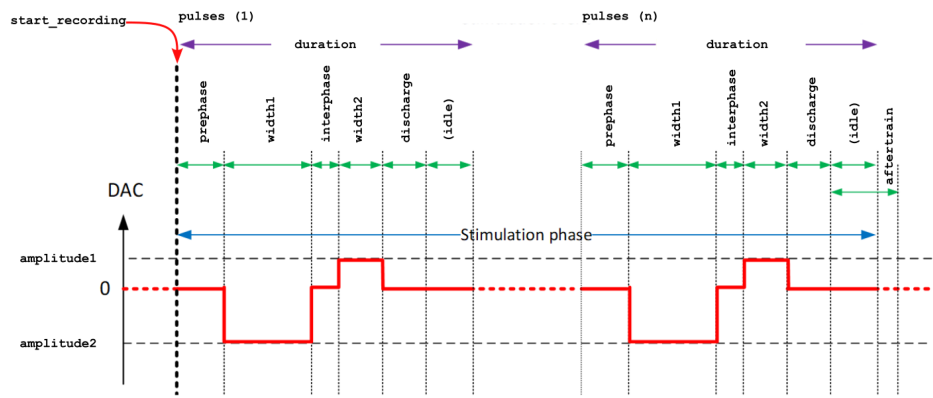 start_recording
pulses (1)
pulses (n)
duration
duration
prephase
width1
interphase
width2
discharge
(idle)
prephase
width1
interphase
width2
discharge
(idle)
aftertrain
DAC
Stimulation phase
amplitude1
0
amplitude2